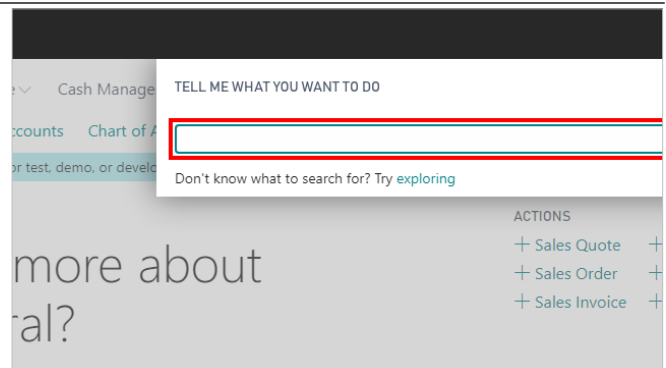 Cash Manage
TELL ME WHAT YOU WANT TO DO
ccounts Chart of A
or test, demo, or develo
Don't know what to search for? Try exploring
ACTIONS
+ Sales Quote +
+ Sales Order +
+ Sales Invoice +
more about
ral?